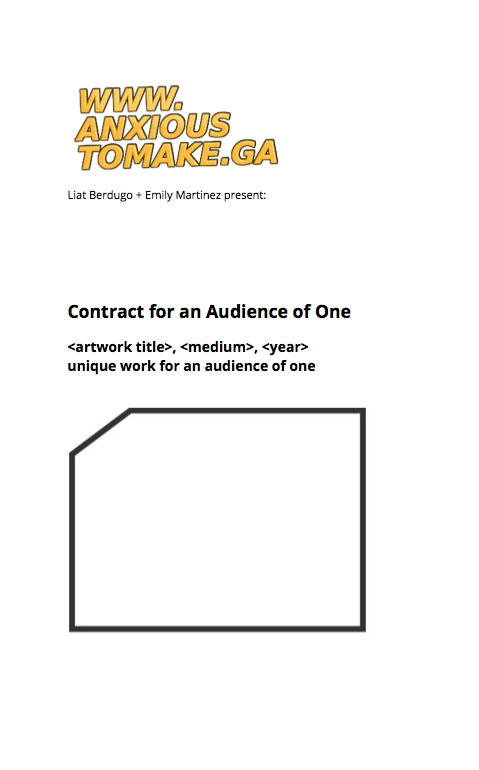 WWW.
ANXIOUS
TOMAKE.GA
Liat Berdugo + Emily Martinez present:
Contract for an Audience of One
<artwork title>, <medium>, <year>
unique work for an audience of one